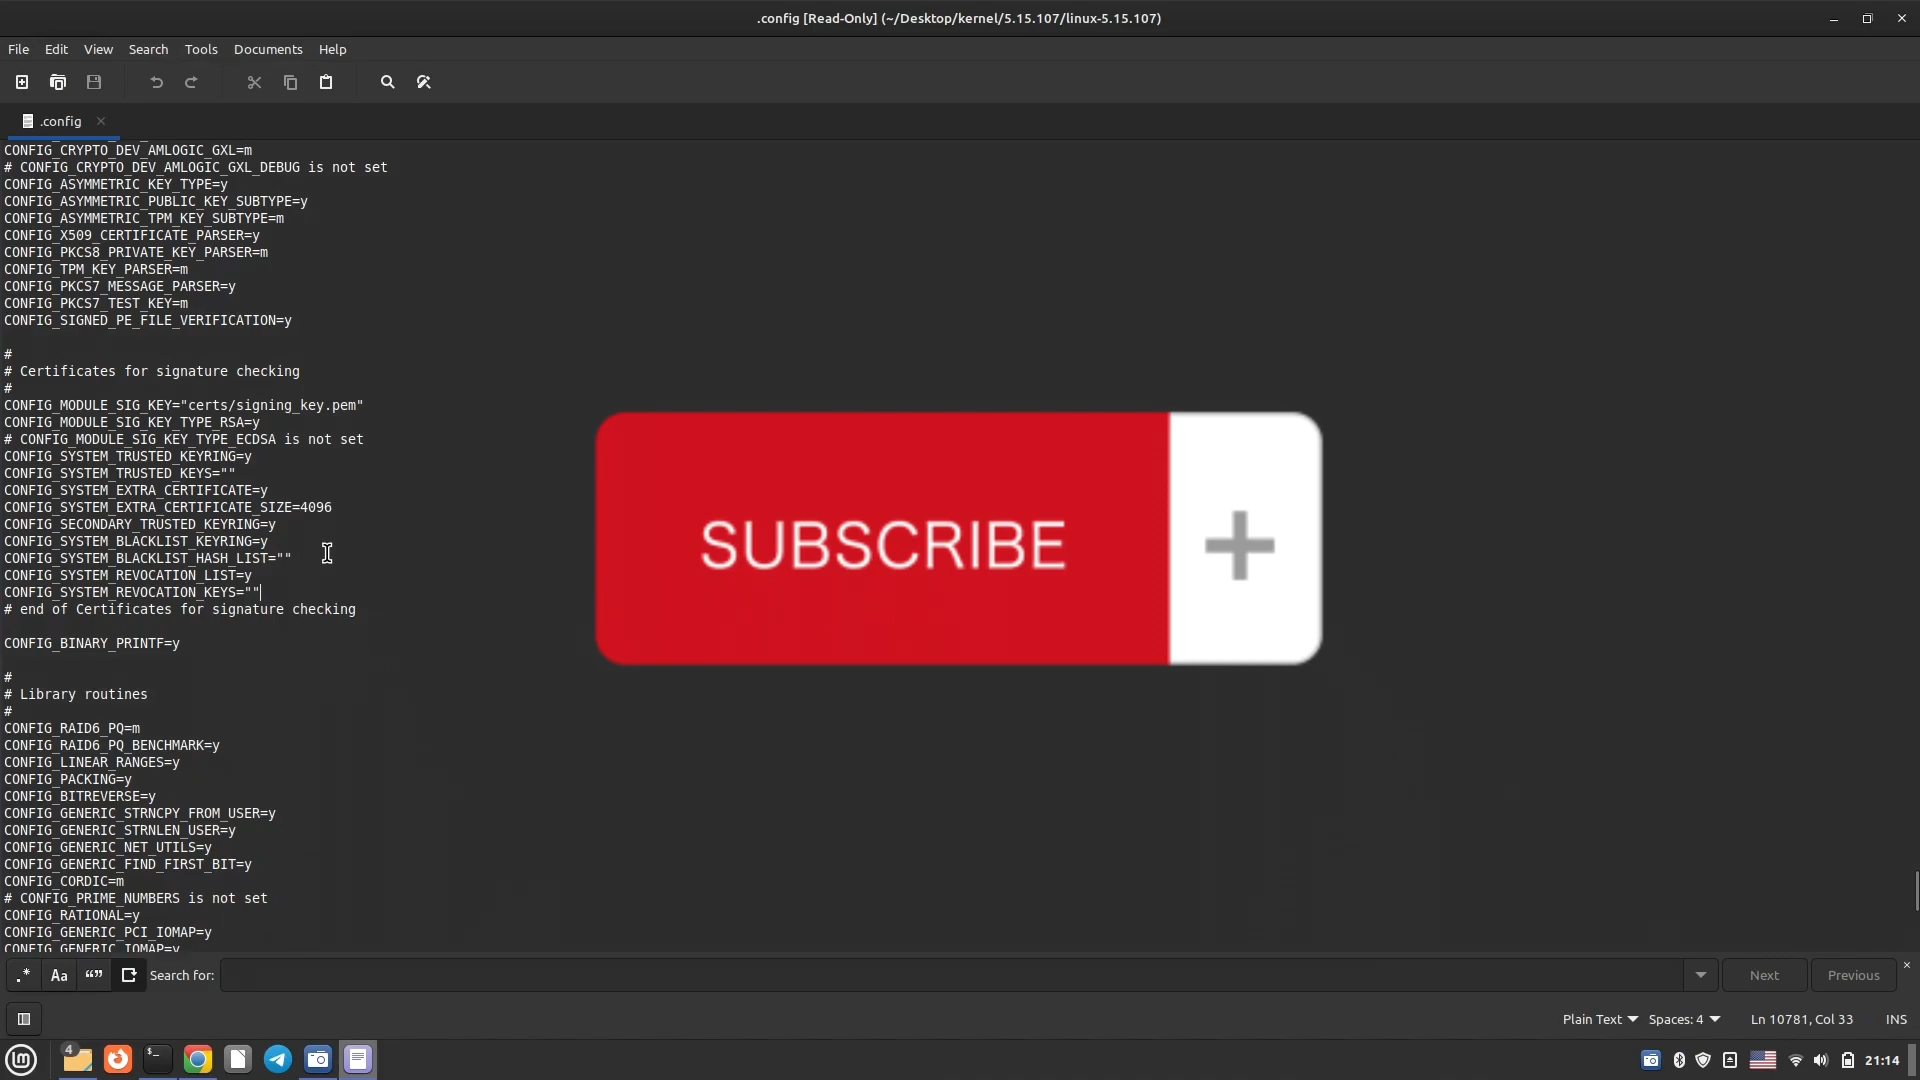 .config [Read-Only] (~/Desktop/kernel/5.15.107/linux-5.15.107)
File Edit View Search Tools Documents Help
.config
CONFIG_CRYPTO_DEV_AMLOGIC_GXL=m
# CONFIG_CRYPTO_DEV_AMLOGIC_GXL_DEBUG is not set
CONFIG_ASYMMETRIC_KEY_TYPE=y
CONFIG_ASYMMETRIC_PUBLIC_KEY_SUBTYPE=y
CONFIG_ASYMMETRIC_TPM_KEY_SUBTYPE=m
CONFIG_X509_CERTIFICATE_PARSER=y
CONFIG_PKCS8_PRIVATE_KEY_PARSER=m
CONFIG_TPM_KEY_PARSER=m
CONFIG_PKCS7_MESSAGE_PARSER=y
CONFIG_PKCS7_TEST_KEY=m
CONFIG_SIGNED_PE_FILE_VERIFICATION=y
#
# Certificates for signature checking
#
CONFIG_MODULE_SIG_KEY="certs/signing_key.pem"
CONFIG_MODULE_SIG_KEY_TYPE_RSA=y
# CONFIG_MODULE_SIG_KEY_TYPE_ECDSA is not set
CONFIG_SYSTEM_TRUSTED_KEYRING=y
CONFIG_SYSTEM_TRUSTED_KEYS=""
CONFIG_SYSTEM_EXTRA_CERTIFICATE=y
CONFIG_SYSTEM_EXTRA_CERTIFICATE_SIZE=4096
CONFIG_SECONDARY_TRUSTED_KEYRING=y
CONFIG_SYSTEM_BLACKLIST_KEYRING=y
CONFIG_SYSTEM_BLACKLIST_HASH_LIST=""
CONFIG_SYSTEM_REVOCATION_LIST=y
CONFIG_SYSTEM_REVOCATION_KEYS=""
# end of Certificates for signature checking
CONFIG_BINARY_PRINTF=y
#
# Library routines
#
CONFIG_RAID6_PQ=m
CONFIG_RAID6_PQ_BENCHMARK=y
CONFIG_LINEAR_RANGES=y
CONFIG_PACKING=y
CONFIG_BITREVERSE=y
CONFIG_GENERIC_STRNCPY_FROM_USER=y
CONFIG_GENERIC_STRNLEN_USER=y
CONFIG_GENERIC_NET_UTILS=y
CONFIG_GENERIC_FIND_FIRST_BIT=y
CONFIG_CORDIC=m
# CONFIG_PRIME_NUMBERS is not set
CONFIG_RATIONAL=y
CONFIG_GENERIC_PCI_IOMAP=y
CONFIG_GENERIC_IOMAP=y
SUBSCRIBE +
.* Aa “” Search for: Next Previous
Plain Text Spaces: 4 Ln 10781, Col 33 INS
4 21:14